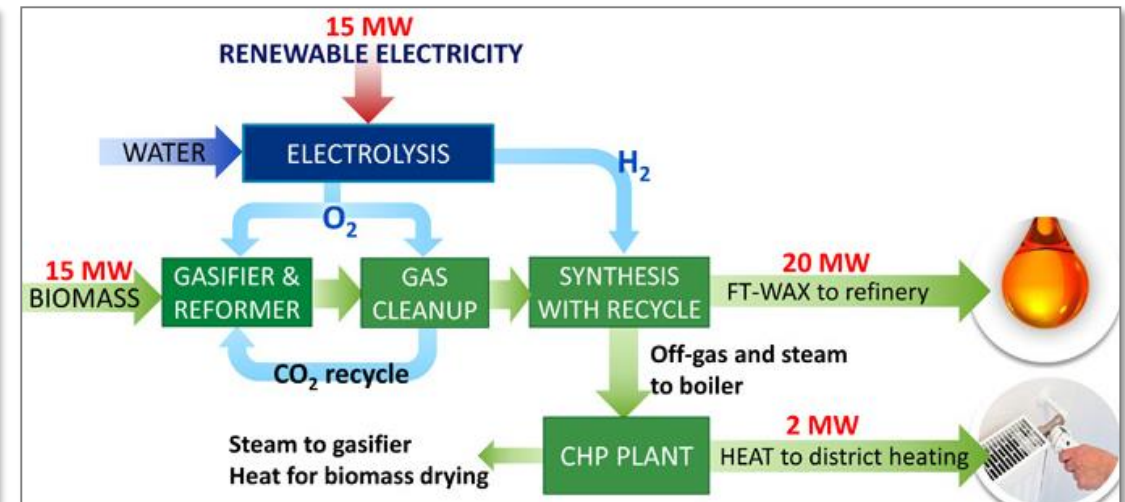 15 MW
RENEWABLE ELECTRICITY
WATER
ELECTROLYSIS
H₂
O₂
15 MW
BIOMASS
GASIFIER &
REFORMER
GAS
CLEANUP
SYNTHESIS
WITH RECYCLE
20 MW
FT-WAX to refinery
CO₂ recycle
Off-gas and steam
to boiler
Steam to gasifier
Heat for biomass drying
CHP PLANT
2 MW
HEAT to district heating